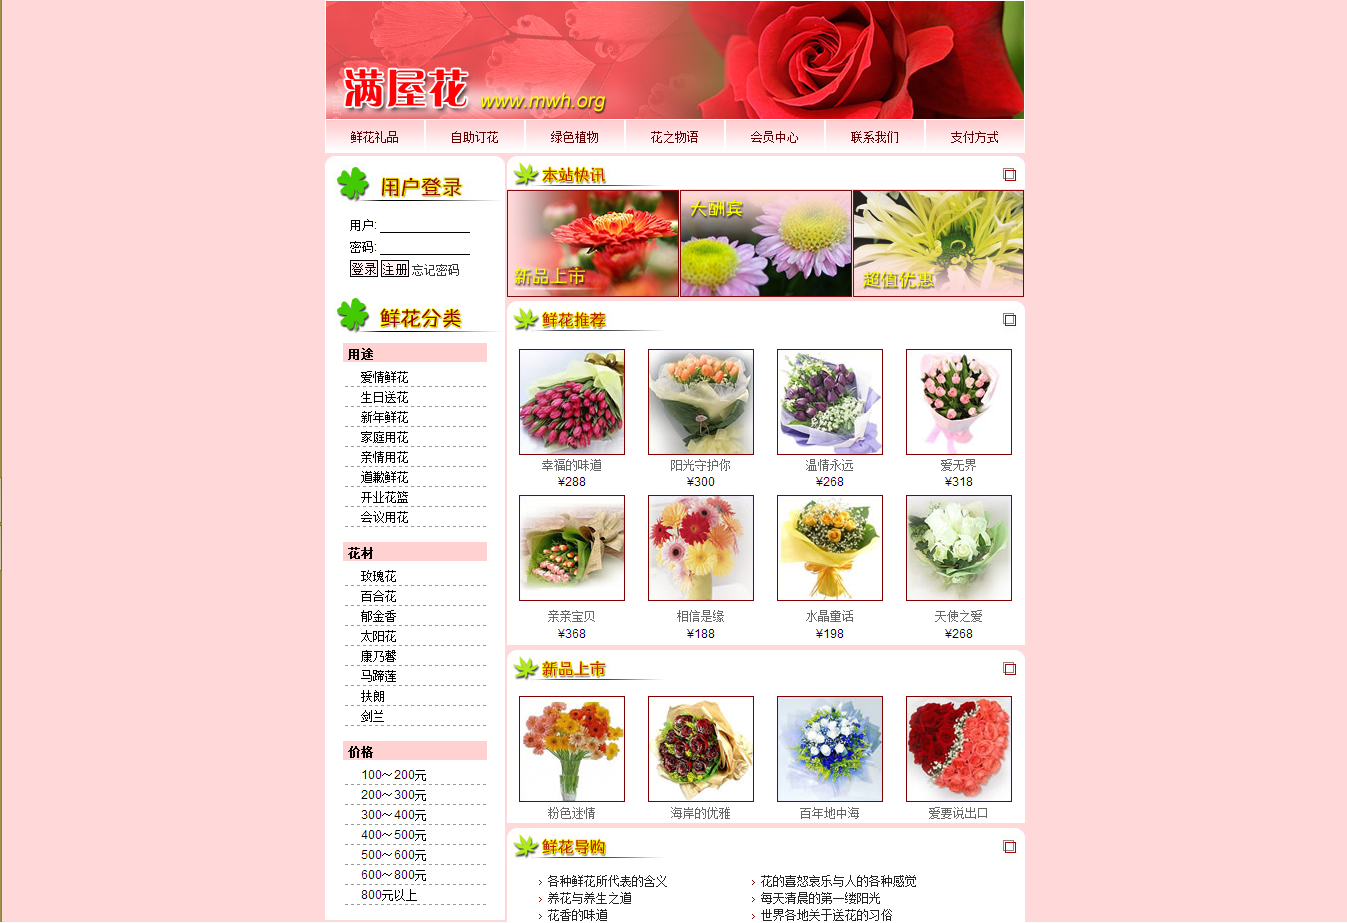 满屋花 www.mwh.org
鲜花礼品 自助订花 绿色植物 花之物语 会员中心 联系我们 支付方式
用户登录
用户:
密码:
登录 注册 忘记密码
鲜花分类
用途
爱情鲜花
生日送花
新年鲜花
家庭用花
亲情用花
道歉鲜花
开业花篮
会议用花
花材
玫瑰花
百合花
郁金香
太阳花
康乃馨
马蹄莲
扶朗
剑兰
价格
100～200元
200～300元
300～400元
400～500元
500～600元
600～800元
800元以上
本站快讯
新品上市
大酬宾
超值优惠
鲜花推荐
幸福的味道 阳光守护你 温情永远 爱无界
¥288 ¥300 ¥268 ¥318
亲亲宝贝 相信是缘 水晶童话 天使之爱
¥368 ¥188 ¥198 ¥268
新品上市
粉色迷情 海岸的优雅 百年地中海 爱要说出口
鲜花导购
› 各种鲜花所代表的含义 › 花的喜怒哀乐与人的各种感觉
› 养花与养生之道 › 每天清晨的第一缕阳光
› 花香的味道 › 世界各地关于送花的习俗